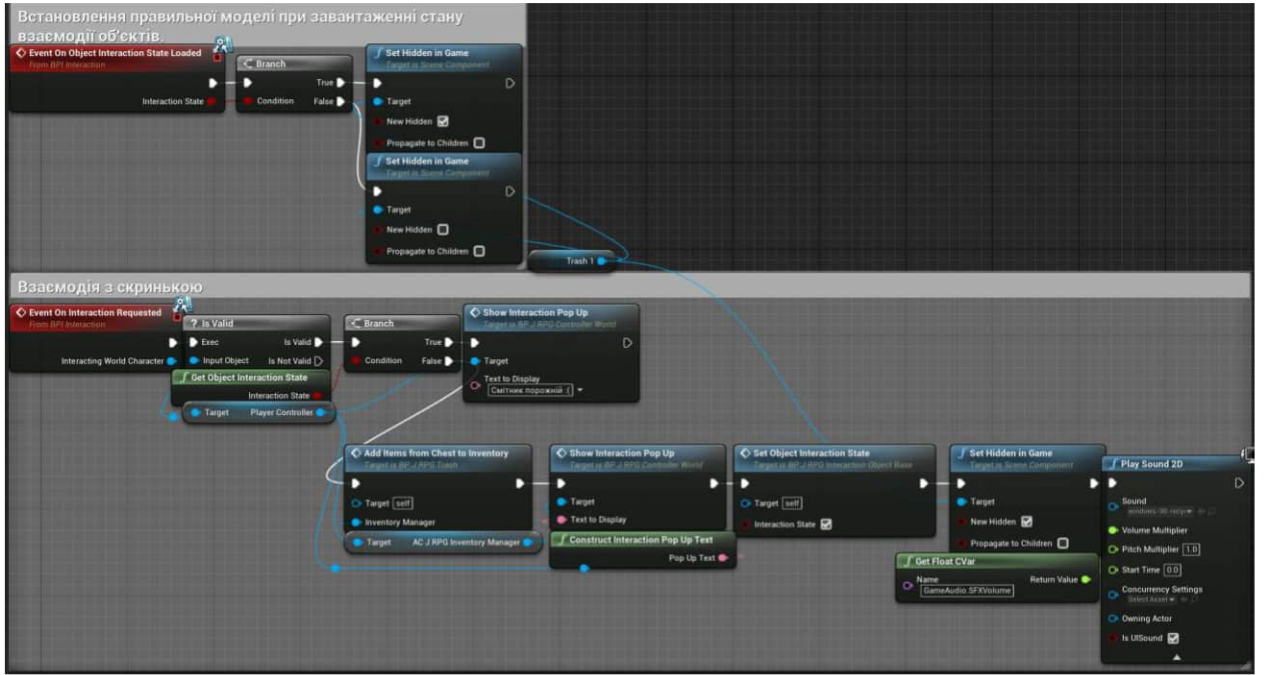 Встановлення правильної моделі при завантаженні стану
взаємодії об'єктів.
Event On Object Interaction State Loaded
From BPI Interaction
Interaction State
Branch
True
Condition
False
Set Hidden in Game
Target is Scene Component
Target
New Hidden
Propagate to Children
Set Hidden in Game
Target is Scene Component
Target
New Hidden
Propagate to Children
Trash 1
Взаємодія з скринькою
Event On Interaction Requested
From BPI Interaction
Interacting World Character
? Is Valid
Exec
Is Valid
Input Object
Is Not Valid
Get Object Interaction State
Interaction State
Target
Player Controller
Branch
True
Condition
False
Show Interaction Pop Up
Target is BP J RPG Controller World
Target
Text to Display
Смітник порожній :(
Add Items from Chest to Inventory
Target is BP J RPG Trash
Target self
Inventory Manager
Target
AC J RPG Inventory Manager
Show Interaction Pop Up
Target is BP J RPG Controller World
Target
Text to Display
Construct Interaction Pop Up Text
Pop Up Text
Set Object Interaction State
Target is BP J RPG Interaction Object Base
Target self
Interaction State
Set Hidden in Game
Target is Scene Component
Target
New Hidden
Propagate to Children
Get Float CVar
Name
Return Value
GameAudio.SFXVolume
Play Sound 2D
Sound
Volume Multiplier
Pitch Multiplier 1.0
Start Time 0.0
Concurrency Settings
Select Asset
Owning Actor
Is UISound